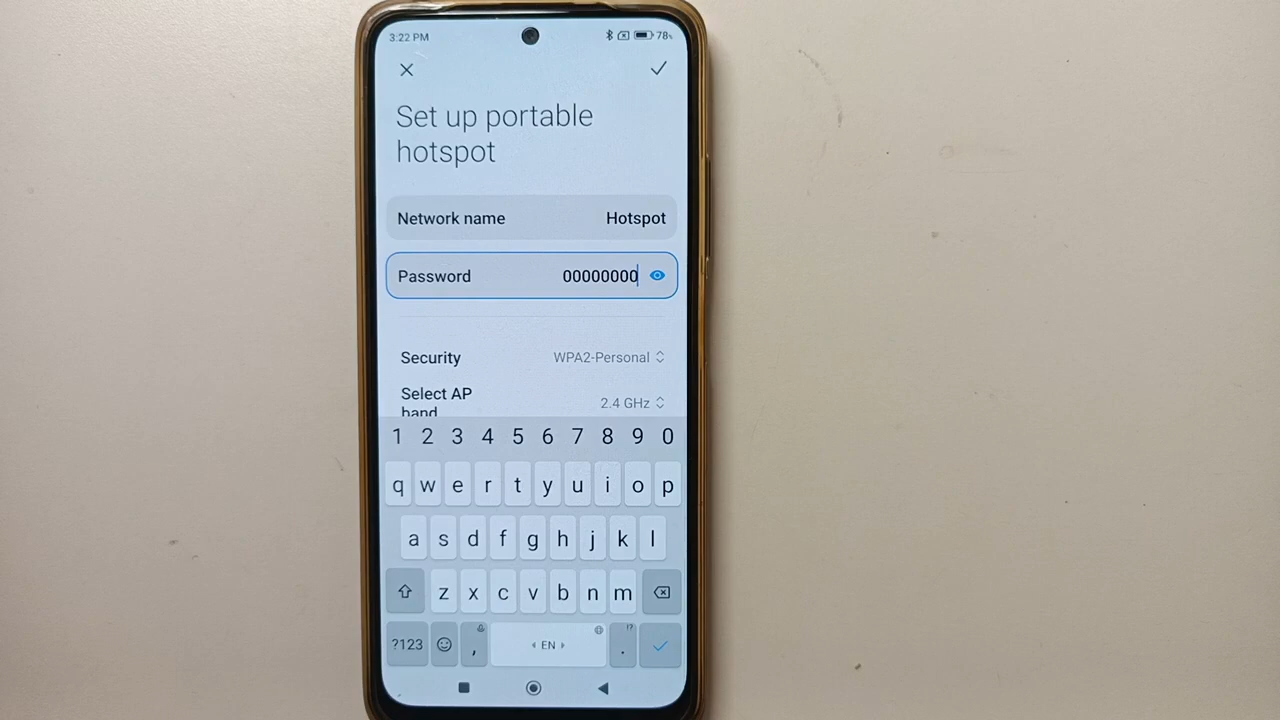 3:22 PM 78%
Set up portable
hotspot
Network name Hotspot
Password 00000000
Security WPA2-Personal
Select AP
band 2.4 GHz
1 2 3 4 5 6 7 8 9 0
q w e r t y u i o p
a s d f g h j k l
z x c v b n m
?123 , EN . !?